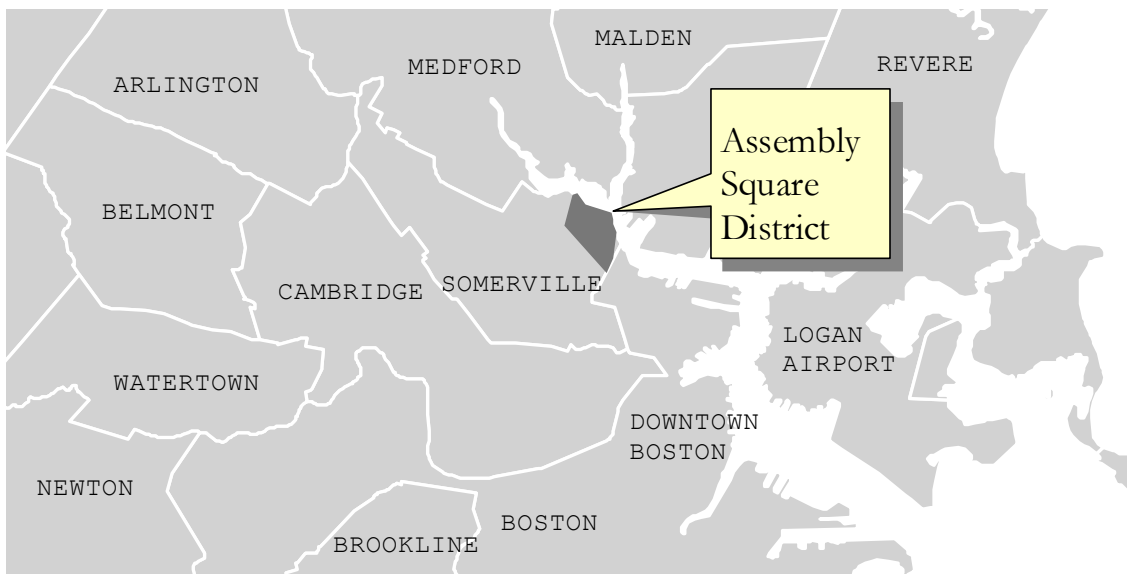 MALDEN
MEDFORD
REVERE
ARLINGTON
Assembly
Square
District
BELMONT
CAMBRIDGE
SOMERVILLE
LOGAN
AIRPORT
WATERTOWN
DOWNTOWN
BOSTON
NEWTON
BOSTON
BROOKLINE